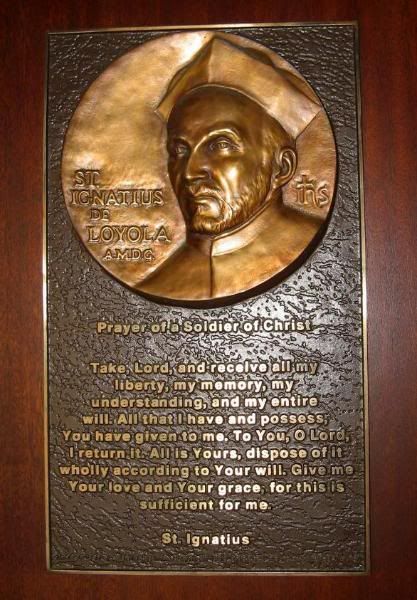 ST.
IGNATIUS
DE
LOYOLA
A.M.D.G.
IHS
Prayer of a Soldier of Christ
Take, Lord, and receive all my
liberty, my memory, my
understanding, and my entire
will. All that I have and possess,
You have given to me. To You, O Lord,
I return it. All is Yours, dispose of it
wholly according to Your will. Give me
Your love and Your grace, for this is
sufficient for me.
St. Ignatius